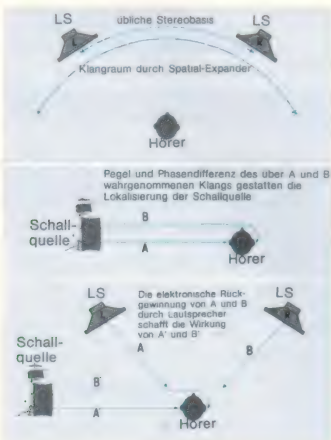 LS
übliche Stereobasis
LS
Klangraum durch Spatial-Expander
Hörer
Pegel und Phasendifferenz des über A und B
wahrgenommenen Klangs gestatten die
Lokalisierung der Schallquelle
B
Schall-
quelle
A
Hörer
LS
Die elektronische Rück-
gewinnung von A und B
durch Lautsprecher
schafft die Wirkung
von A' und B'
LS
A
B
Schall-
quelle
B'
A'
Hörer